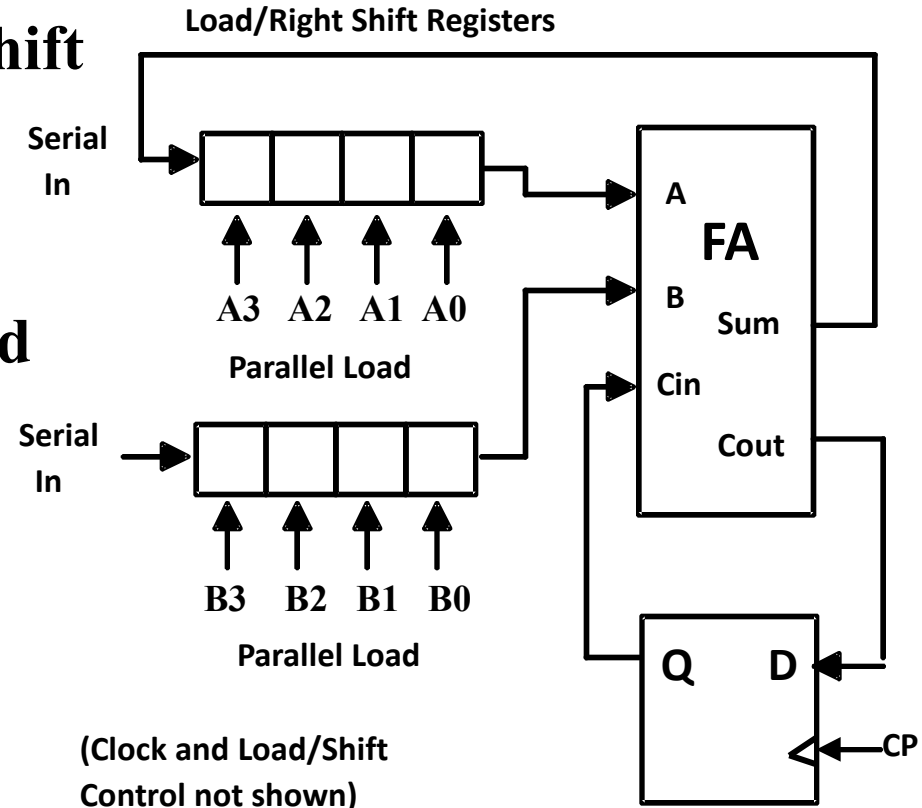 Load/Right Shift Registers
hift
Serial
In
A3 A2 A1 A0
Parallel Load
d
Serial
In
B3 B2 B1 B0
Parallel Load
A
FA
B
Sum
Cin
Cout
Q D
CP
(Clock and Load/Shift
Control not shown)